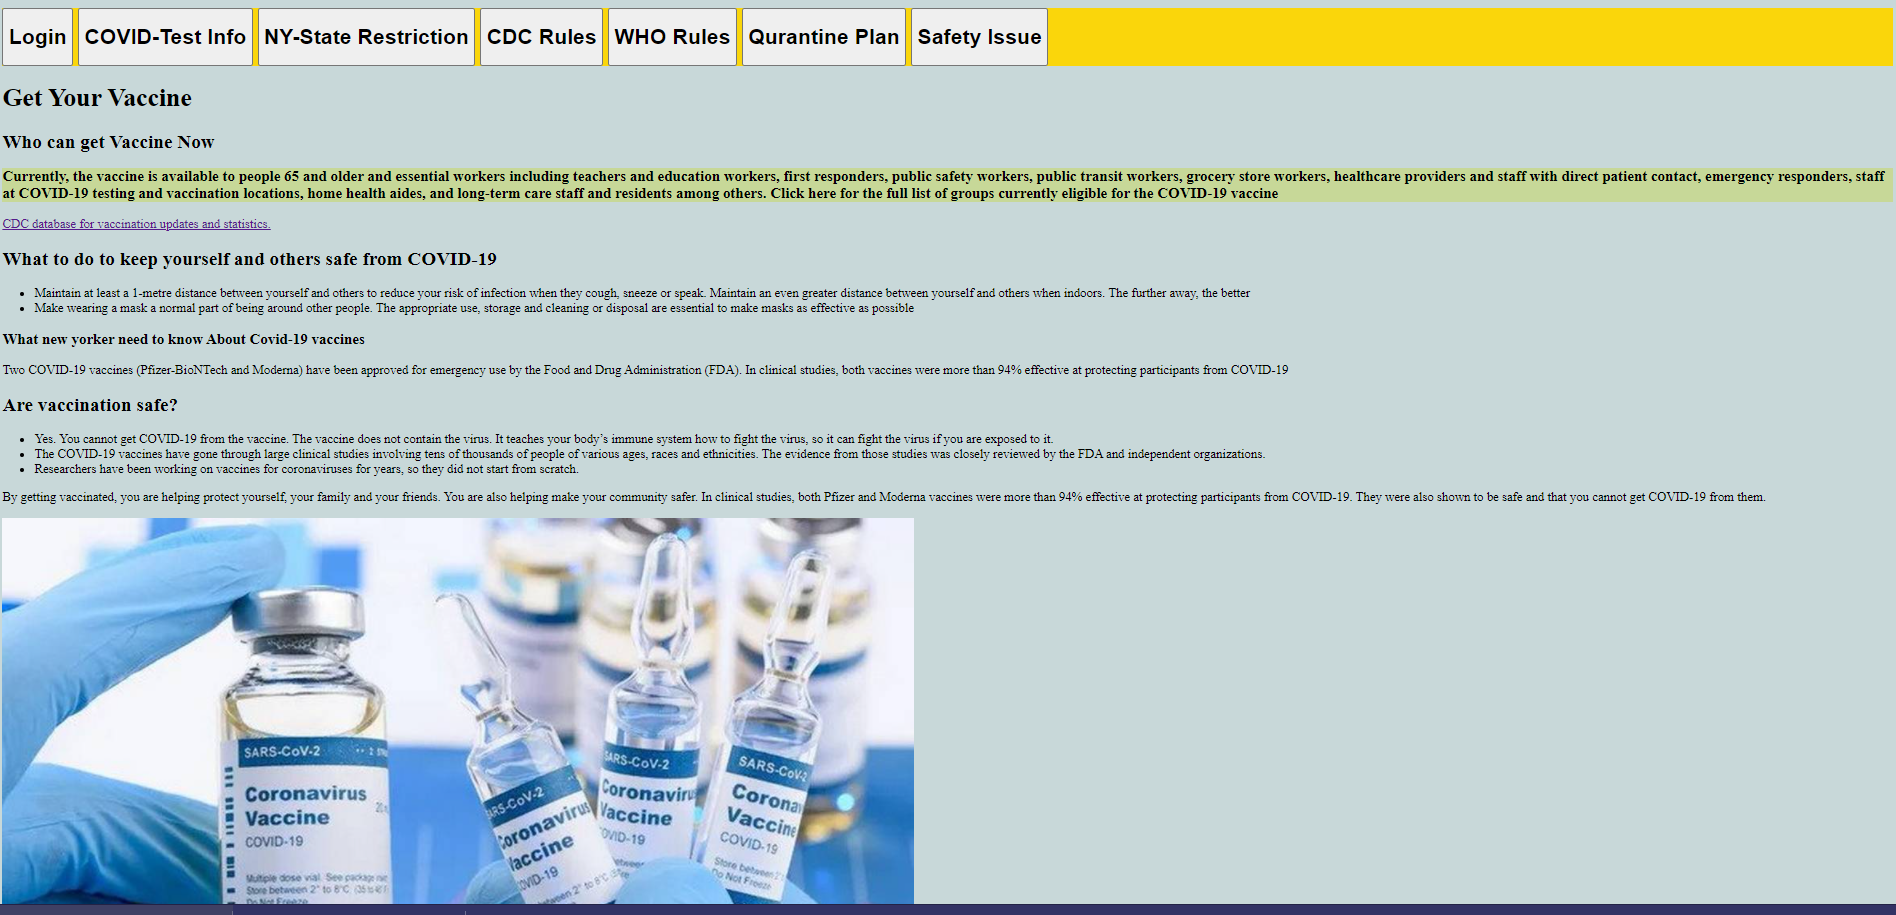 Login COVID-Test Info NY-State Restriction CDC Rules WHO Rules Qurantine Plan Safety Issue
Get Your Vaccine
Who can get Vaccine Now
Currently, the vaccine is available to people 65 and older and essential workers including teachers and education workers, first responders, public safety workers, public transit workers, grocery store workers, healthcare providers and staff with direct patient contact, emergency responders, staff
at COVID-19 testing and vaccination locations, home health aides, and long-term care staff and residents among others. Click here for the full list of groups currently eligible for the COVID-19 vaccine
CDC database for vaccination updates and statistics.
What to do to keep yourself and others safe from COVID-19
• Maintain at least a 1-metre distance between yourself and others to reduce your risk of infection when they cough, sneeze or speak. Maintain an even greater distance between yourself and others when indoors. The further away, the better
• Make wearing a mask a normal part of being around other people. The appropriate use, storage and cleaning or disposal are essential to make masks as effective as possible
What new yorker need to know About Covid-19 vaccines
Two COVID-19 vaccines (Pfizer-BioNTech and Moderna) have been approved for emergency use by the Food and Drug Administration (FDA). In clinical studies, both vaccines were more than 94% effective at protecting participants from COVID-19
Are vaccination safe?
• Yes. You cannot get COVID-19 from the vaccine. The vaccine does not contain the virus. It teaches your body’s immune system how to fight the virus, so it can fight the virus if you are exposed to it.
• The COVID-19 vaccines have gone through large clinical studies involving tens of thousands of people of various ages, races and ethnicities. The evidence from those studies was closely reviewed by the FDA and independent organizations.
• Researchers have been working on vaccines for coronaviruses for years, so they did not start from scratch.
By getting vaccinated, you are helping protect yourself, your family and your friends. You are also helping make your community safer. In clinical studies, both Pfizer and Moderna vaccines were more than 94% effective at protecting participants from COVID-19. They were also shown to be safe and that you cannot get COVID-19 from them.
SARS-CoV-2
Coronavirus
Vaccine
COVID-19
Multiple dose vial. See package
Store between 2° to 8°C
Do Not Freeze
SARS-CoV-2
Coronavirus
Vaccine
COVID-19
between 2° to 8°C
SARS-CoV-2
Coronaviru
Vaccine
COVID-19
SARS-CoV-2
Corona
Vaccine
COVID-19
Store between 2°
Do Not Freeze